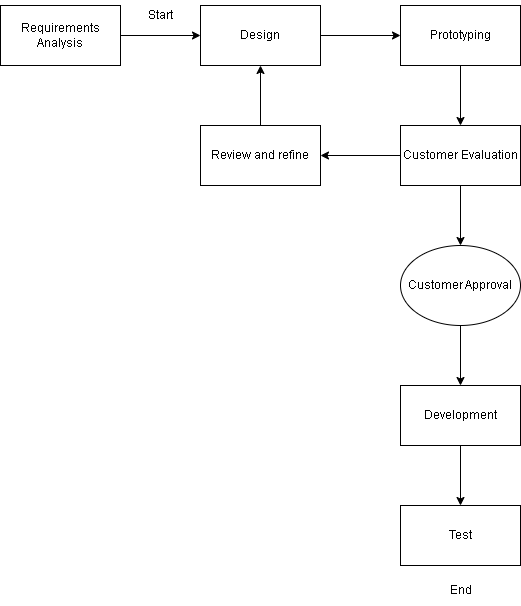 Start
Requirements
Analysis
Design
Prototyping
Review and refine
Customer Evaluation
Customer Approval
Development
Test
End